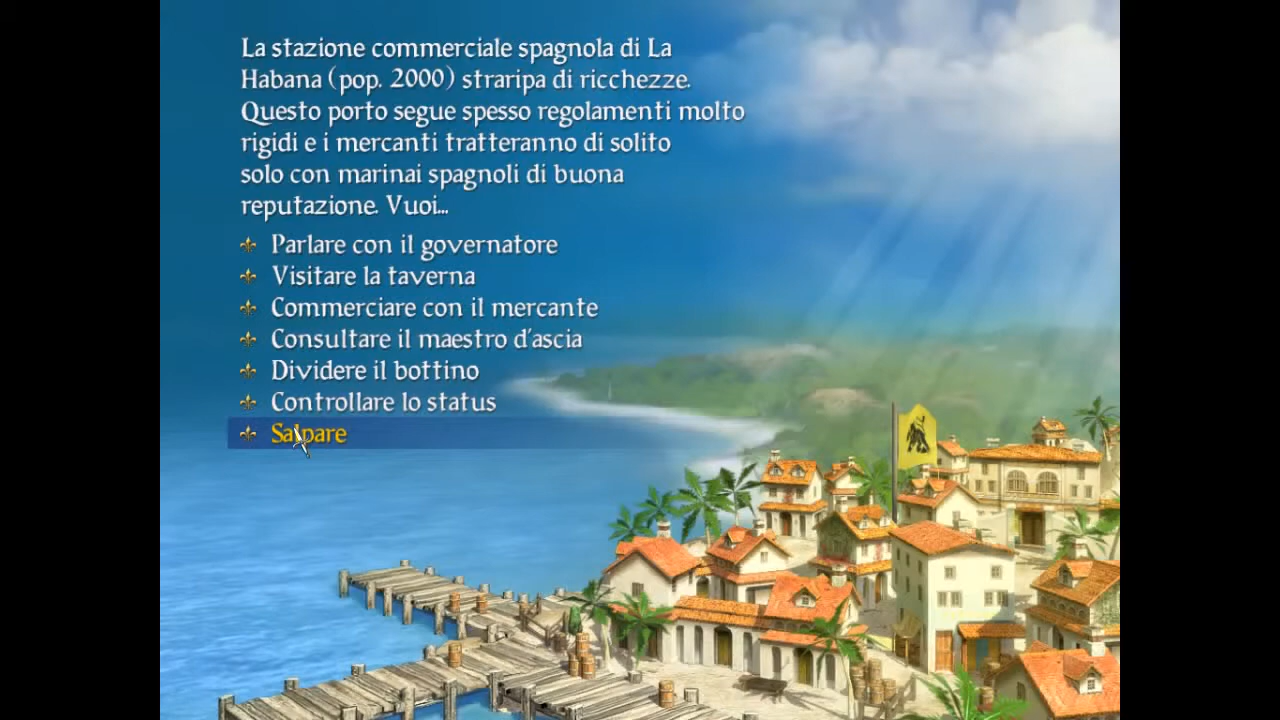 La stazione commerciale spagnola di La
Habana (pop. 2000) straripa di ricchezze.
Questo porto segue spesso regolamenti molto
rigidi e i mercanti tratteranno di solito
solo con marinai spagnoli di buona
reputazione. Vuoi...
Parlare con il governatore
Visitare la taverna
Commerciare con il mercante
Consultare il maestro d'ascia
Dividere il bottino
Controllare lo status
Salpare